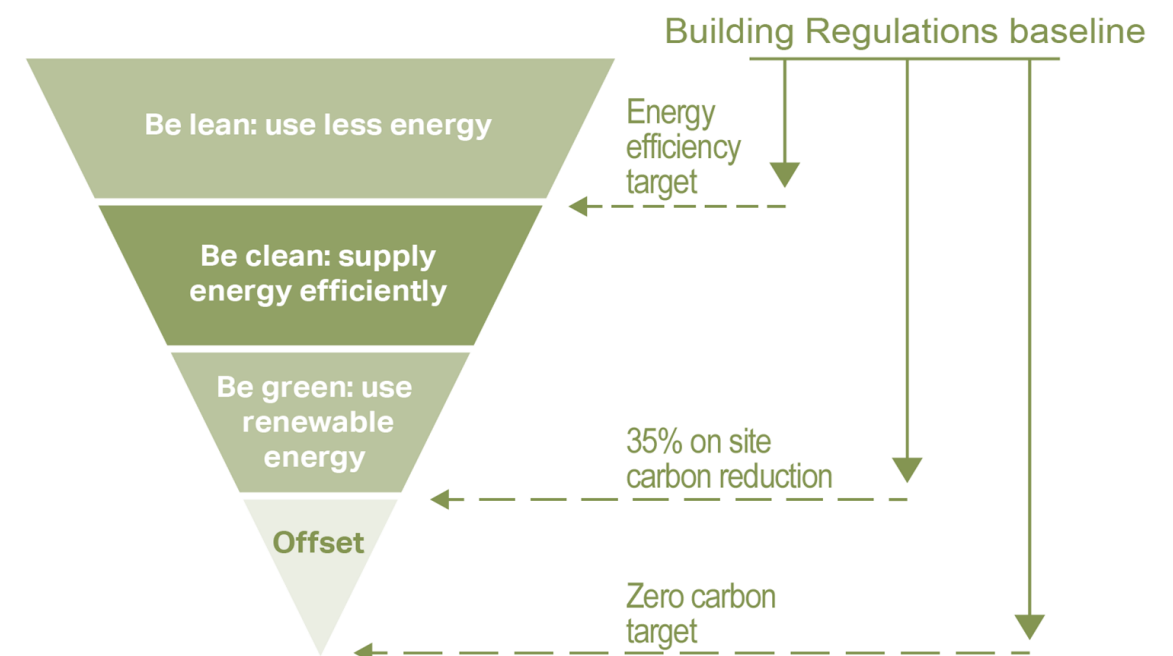 Building Regulations baseline
Be lean: use less energy
Energy
efficiency
target
Be clean: supply
energy efficiently
Be green: use
renewable
energy
35% on site
carbon reduction
Offset
Zero carbon
target